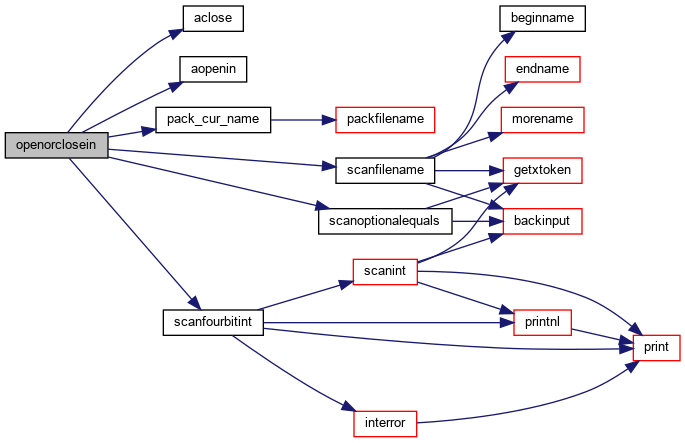 openorclosein
aclose
aopenin
pack_cur_name
scanfilename
scanoptionalequals
scanfourbitint
packfilename
scanint
interror
beginname
endname
morename
getxtoken
backinput
printnl
print